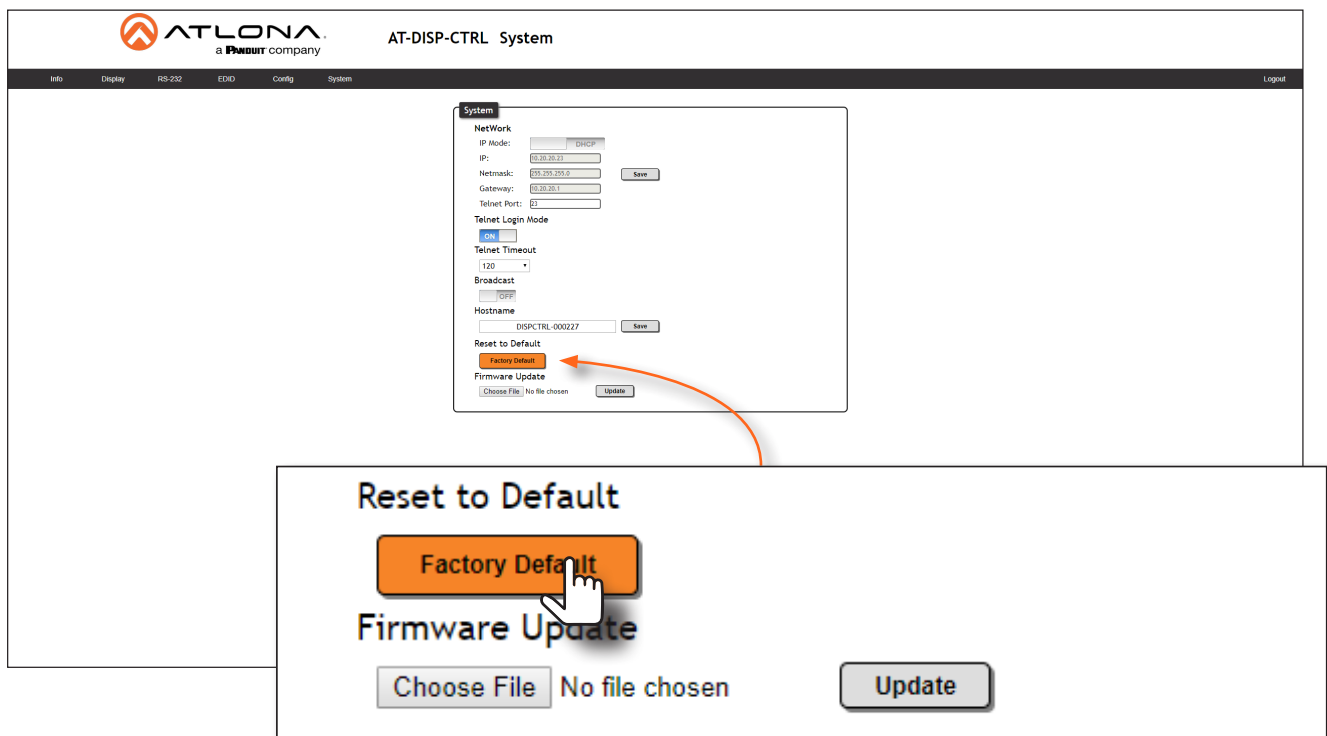 ATLONA.
a PANDUIT company
AT-DISP-CTRL System
Info Display RS-232 EDID Config System Logout
System
NetWork
IP Mode: DHCP
IP: 10.20.20.23
Netmask: 255.255.255.0 Save
Gateway: 10.20.20.1
Telnet Port: 23
Telnet Login Mode
ON
Telnet Timeout
120
Broadcast
OFF
Hostname
DISPCTRL-000227 Save
Reset to Default
Factory Default
Firmware Update
Choose File No file chosen Update
Reset to Default
Factory Default
Firmware Update
Choose File No file chosen Update